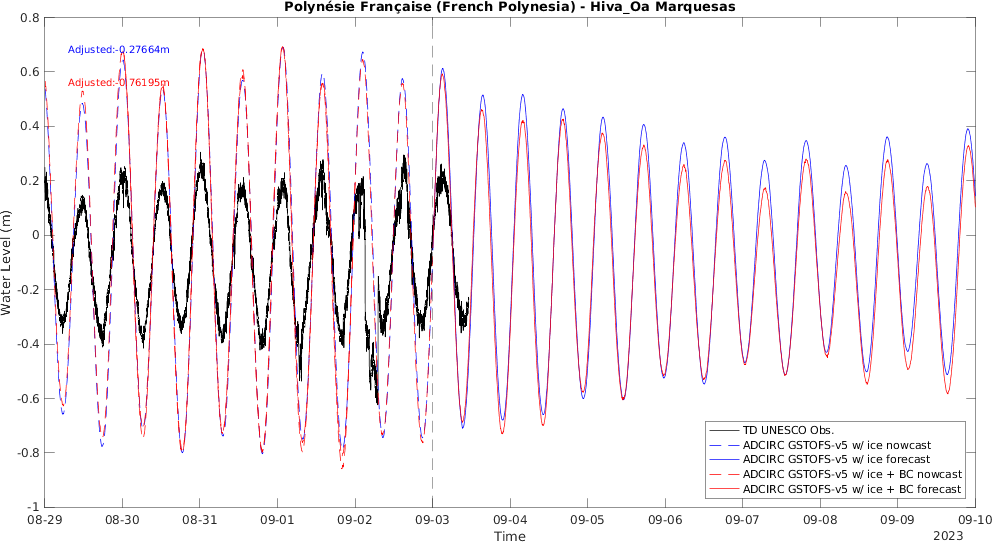 Polynésie Française (French Polynesia) - Hiva_Oa Marquesas
Adjusted:-0.27664m
Adjusted:-0.76195m
0.8
0.6
0.4
0.2
0
-0.2
-0.4
-0.6
-0.8
-1
Water Level (m)
TD UNESCO Obs.
ADCIRC GSTOFS-v5 w/ ice nowcast
ADCIRC GSTOFS-v5 w/ ice forecast
ADCIRC GSTOFS-v5 w/ ice + BC nowcast
ADCIRC GSTOFS-v5 w/ ice + BC forecast
08-29 08-30 08-31 09-01 09-02 09-03 09-04 09-05 09-06 09-07 09-08 09-09 09-10
Time
2023